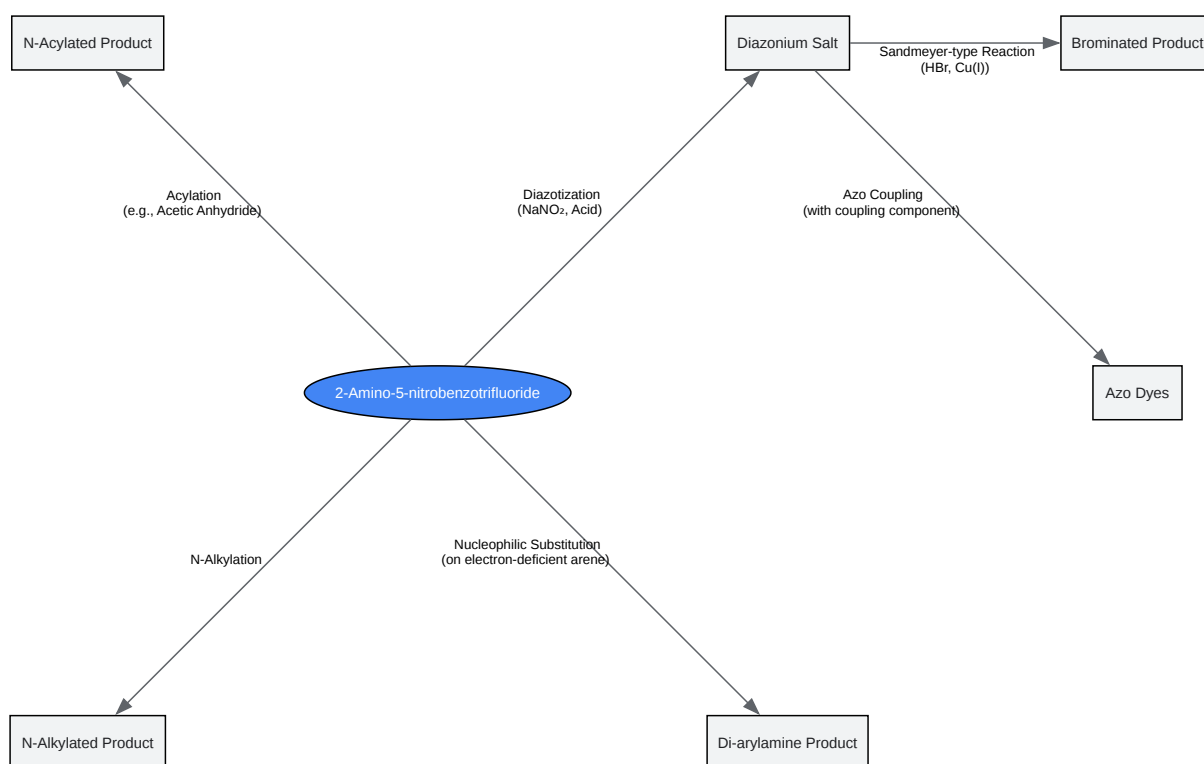 N-Acylated Product
Diazonium Salt
Sandmeyer-type Reaction
(HBr, Cu(I))
Brominated Product
Acylation
(e.g., Acetic Anhydride)
Diazotization
(NaNO₂, Acid)
Azo Coupling
(with coupling component)
2-Amino-5-nitrobenzotrifluoride
Azo Dyes
N-Alkylation
Nucleophilic Substitution
(on electron-deficient arene)
N-Alkylated Product
Di-arylamine Product